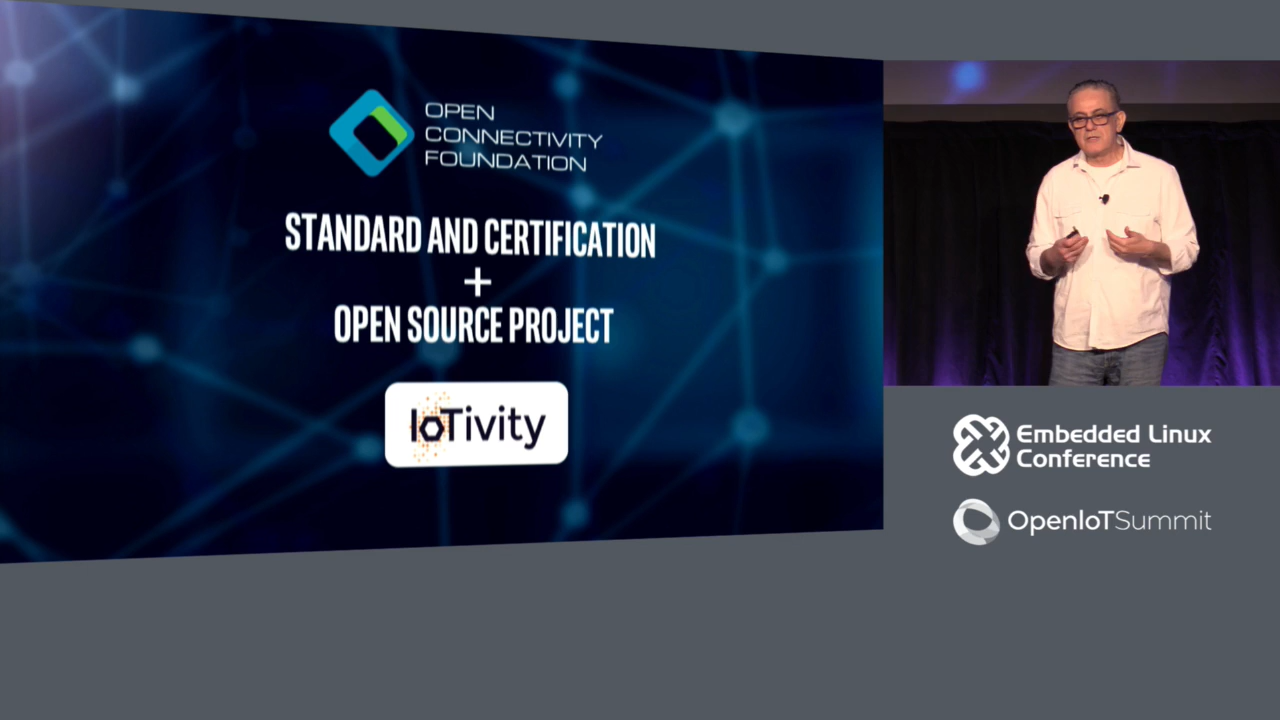 OPEN
CONNECTIVITY
FOUNDATION
STANDARD AND CERTIFICATION
+
OPEN SOURCE PROJECT
IoTivity
Embedded Linux
Conference
OpenIoTSummit